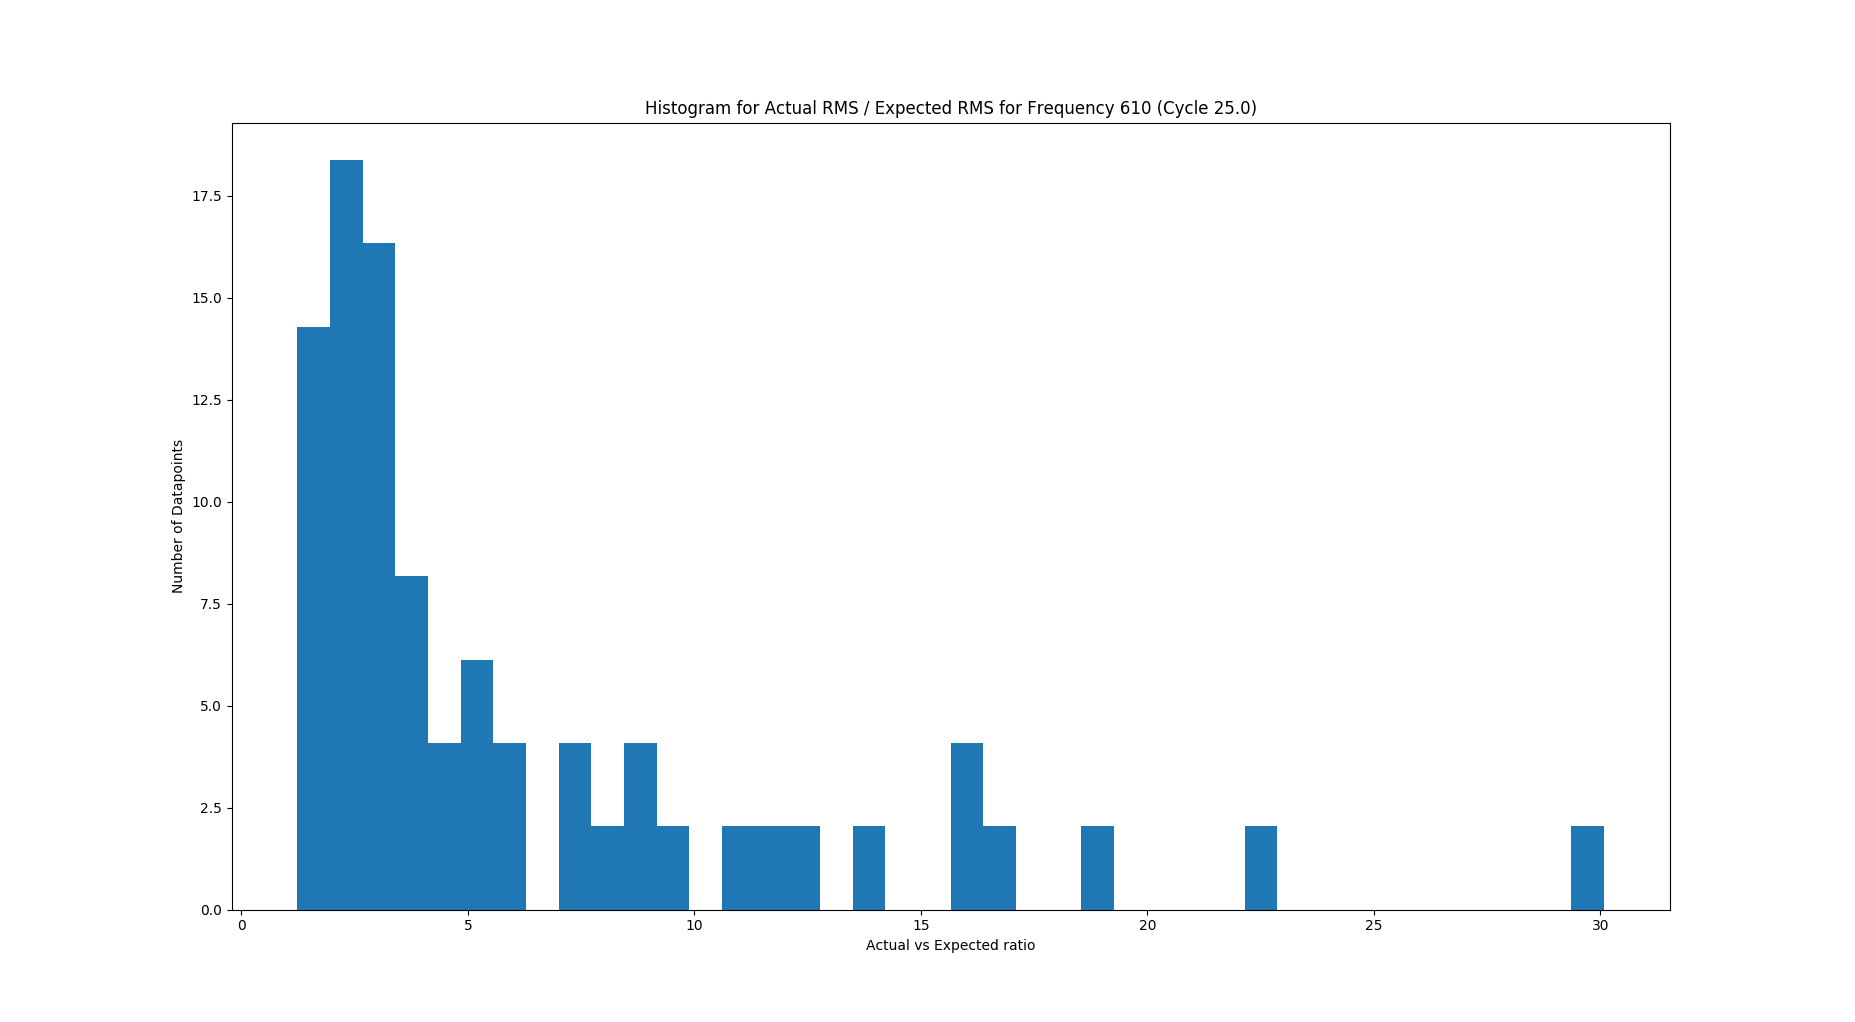 Histogram for Actual RMS / Expected RMS for Frequency 610 (Cycle 25.0)
17.5
15.0
12.5
10.0
7.5
5.0
2.5
0.0
Number of Datapoints
0 5 10 15 20 25 30
Actual vs Expected ratio